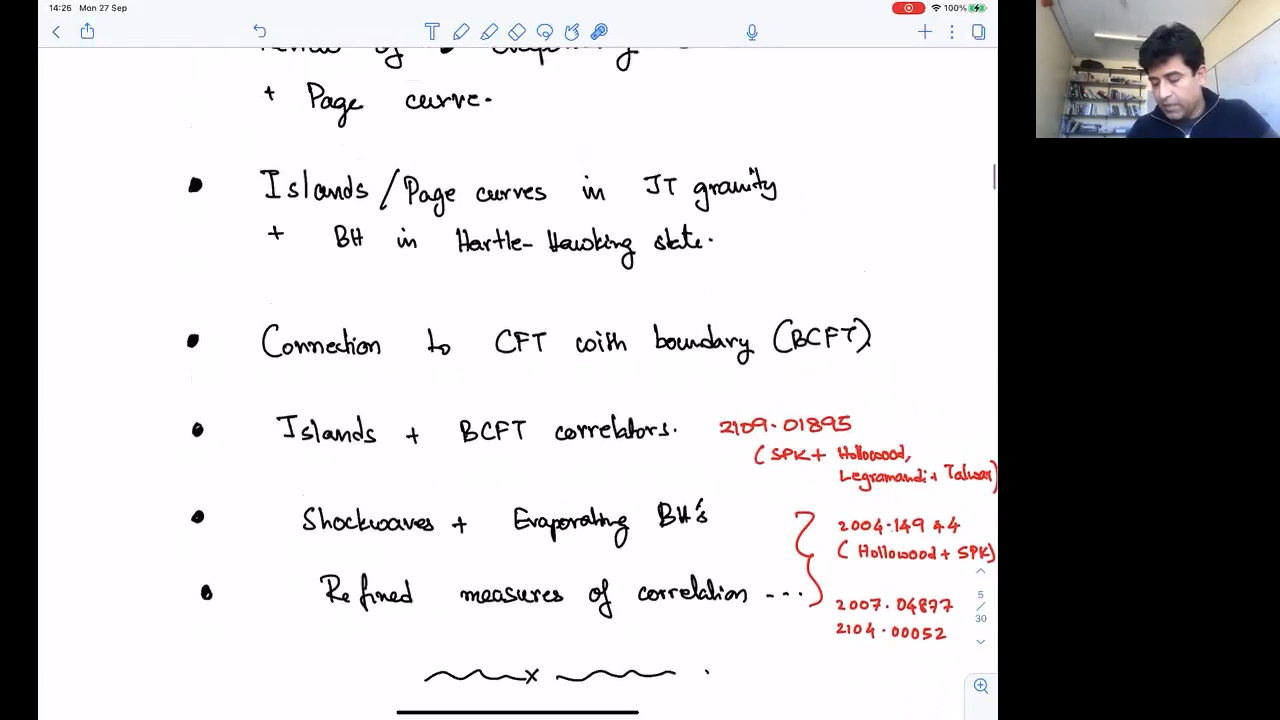 14:26 Mon 27 Sep
100%
of Evaporating
+ Page curve.
• Islands / Page curves in JT gravity
+ BH in Hartle-Hawking state.
• Connection to CFT with boundary (BCFT)
• Islands + BCFT correlators. 2109.01895
(SPK + Hollowood,
Legramandi + Talwar)
• Shockwaves + Evaporating BH's
2004.14944
(Hollowood + SPK)
• Refined measures of correlation ...
2007.04877
2104.00052
5
/
30